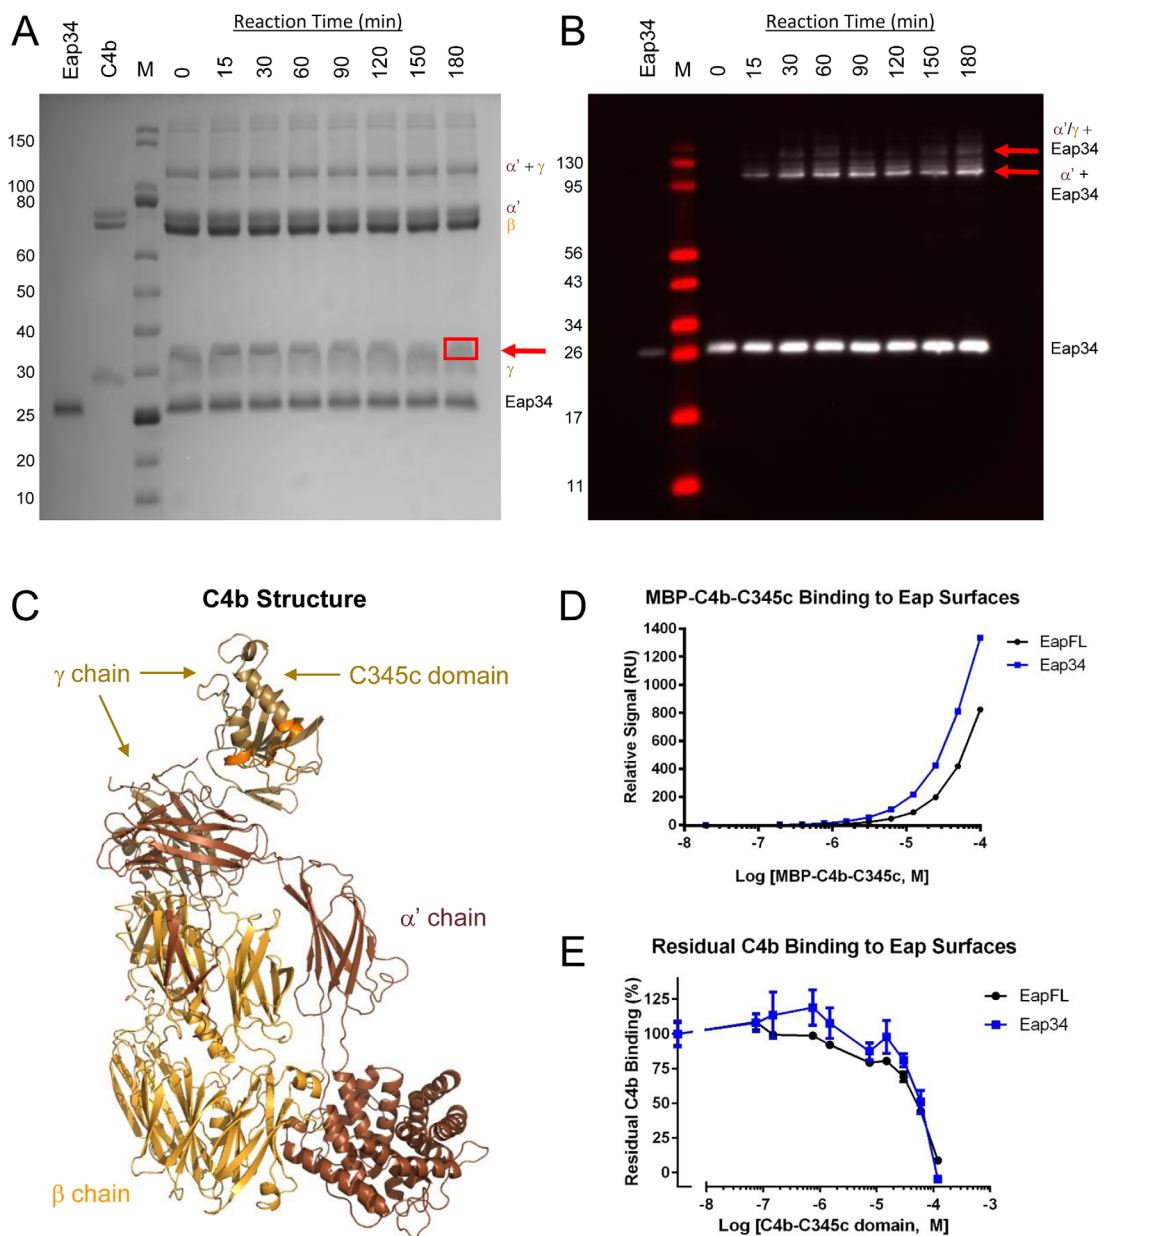 A
Reaction Time (min)
Eap34
C4b
M
0
15
30
60
90
120
150
180
150
100
80
60
50
40
30
25
20
10
α' + γ
α'
β
γ
Eap34
B
Reaction Time (min)
Eap34
M
0
15
30
60
90
120
150
180
130
95
56
43
34
26
17
11
α'/γ +
Eap34
α' +
Eap34
Eap34
C
C4b Structure
γ chain
C345c domain
α' chain
β chain
D
MBP-C4b-C345c Binding to Eap Surfaces
Relative Signal (RU)
1400
1200
1000
800
600
400
200
0
-8
-6
-5
-4
Log [MBP-C4b-C345c, M]
EapFL
Eap34
E
Residual C4b Binding to Eap Surfaces
Residual C4b Binding (%)
125
100
75
50
25
0
-8
-7
-6
-5
-4
-3
Log [C4b-C345c domain, M]
EapFL
Eap34